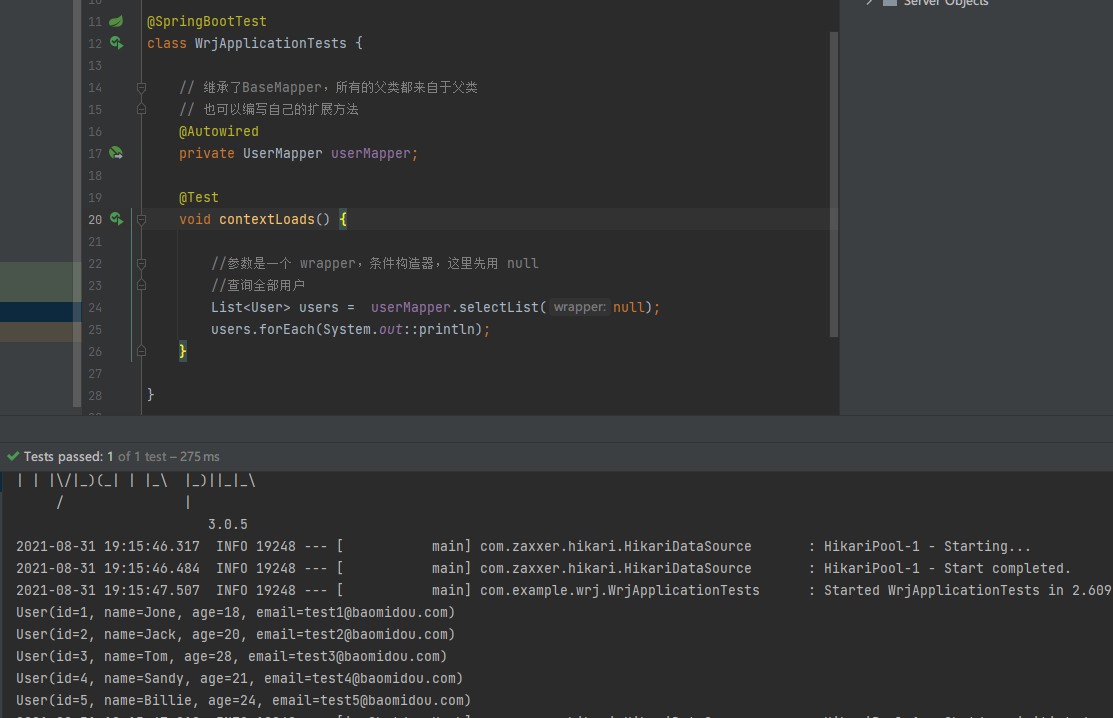 Server Objects
11 @SpringBootTest
12 class WrjApplicationTests {
13
14 // 继承了BaseMapper，所有的父类都来自于父类
15 // 也可以编写自己的扩展方法
16 @Autowired
17 private UserMapper userMapper;
18
19 @Test
20 void contextLoads() {
21
22 //参数是一个 wrapper，条件构造器，这里先用 null
23 //查询全部用户
24 List<User> users =  userMapper.selectList( wrapper: null);
25 users.forEach(System.out::println);
26 }
27
28 }
Tests passed: 1 of 1 test – 275 ms
| | |\/|_)(_| | |_\  |_)||_|_\
/               |
3.0.5
2021-08-31 19:15:46.317  INFO 19248 --- [           main] com.zaxxer.hikari.HikariDataSource       : HikariPool-1 - Starting...
2021-08-31 19:15:46.484  INFO 19248 --- [           main] com.zaxxer.hikari.HikariDataSource       : HikariPool-1 - Start completed.
2021-08-31 19:15:47.507  INFO 19248 --- [           main] com.example.wrj.WrjApplicationTests      : Started WrjApplicationTests in 2.609
User(id=1, name=Jone, age=18, email=test1@baomidou.com)
User(id=2, name=Jack, age=20, email=test2@baomidou.com)
User(id=3, name=Tom, age=28, email=test3@baomidou.com)
User(id=4, name=Sandy, age=21, email=test4@baomidou.com)
User(id=5, name=Billie, age=24, email=test5@baomidou.com)